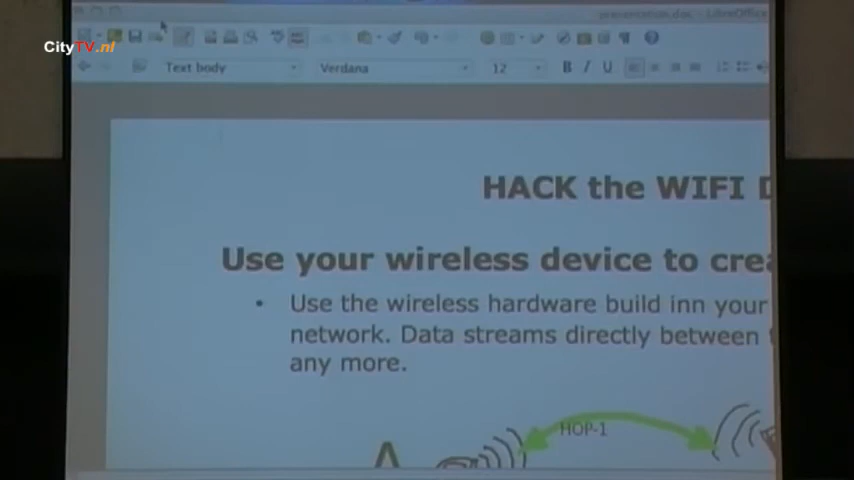 presentation.doc - LibreOffice
CityTV.nl
Text body
Verdana
12
B I U
HACK the WIFI
Use your wireless device to crea
• Use the wireless hardware build inn your
network. Data streams directly between
any more.
HOP-1
A